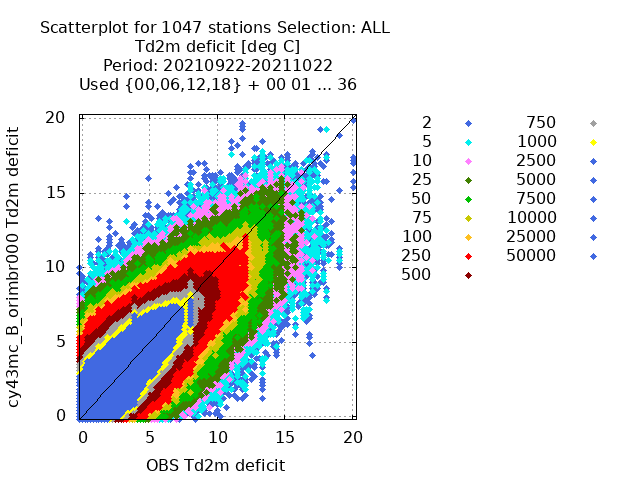 Scatterplot for 1047 stations Selection: ALL
Td2m deficit [deg C]
Period: 20210922-20211022
Used {00,06,12,18} + 00 01 ... 36
cy43mc_B_orimbr000 Td2m deficit
20
15
10
5
0
0 5 10 15 20
OBS Td2m deficit
2 750
5 1000
10 2500
25 5000
50 7500
75 10000
100 25000
250 50000
500